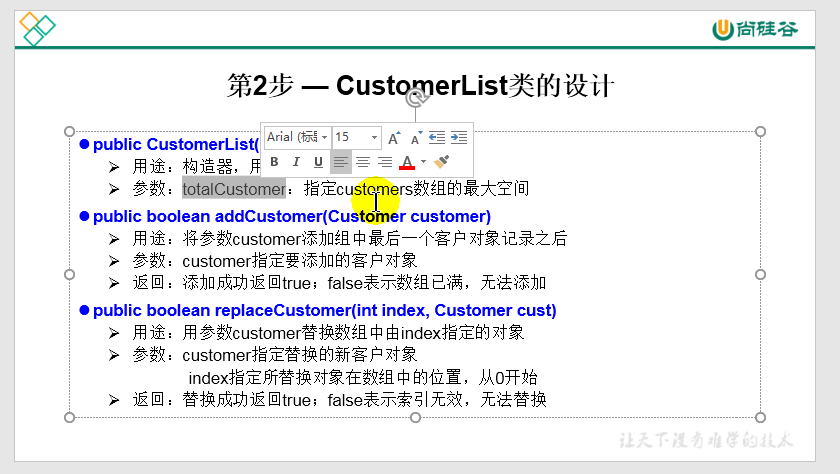 尚硅谷
第2步 — CustomerList类的设计
public CustomerList(
Arial (标题 15
B I U A
用途：构造器，用
参数：totalCustomer：指定customers数组的最大空间
public boolean addCustomer(Customer customer)
用途：将参数customer添加组中最后一个客户对象记录之后
参数：customer指定要添加的客户对象
返回：添加成功返回true；false表示数组已满，无法添加
public boolean replaceCustomer(int index, Customer cust)
用途：用参数customer替换数组中由index指定的对象
参数：customer指定替换的新客户对象
index指定所替换对象在数组中的位置，从0开始
返回：替换成功返回true；false表示索引无效，无法替换
让天下没有难学的技术